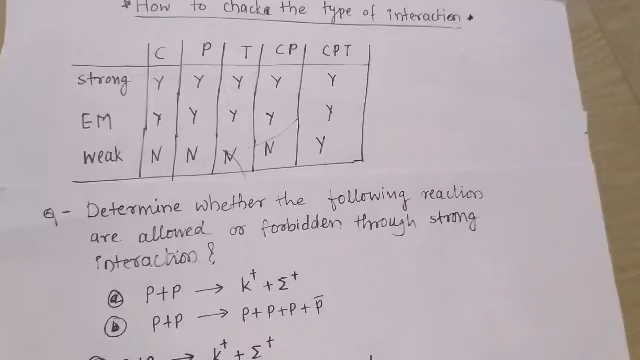 * How to chacke the type of interaction *
C P T CP CPT
strong Y Y Y Y Y
EM Y Y Y Y Y
weak N N N N Y
Q - Determine whether the following reaction
are allowed or forbidden through strong
interaction ?
(a) P+P → K⁺ + Σ⁺
(b) P+P → P+P+P+p̅
K⁺ + Σ⁺